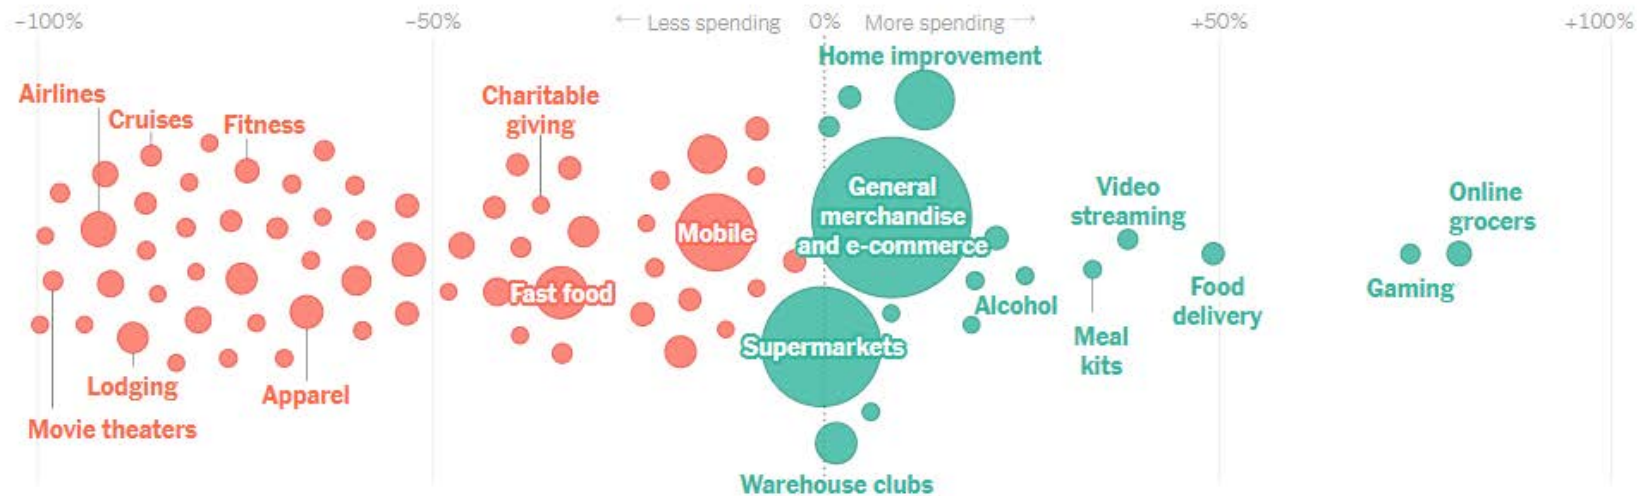 −100%
−50%
← Less spending
0%
More spending →
+50%
+100%
Home improvement
Airlines
Cruises
Fitness
Charitable
giving
General
merchandise
and e-commerce
Video
streaming
Online
grocers
Mobile
Fast food
Alcohol
Food
delivery
Gaming
Meal
kits
Supermarkets
Lodging
Apparel
Movie theaters
Warehouse clubs